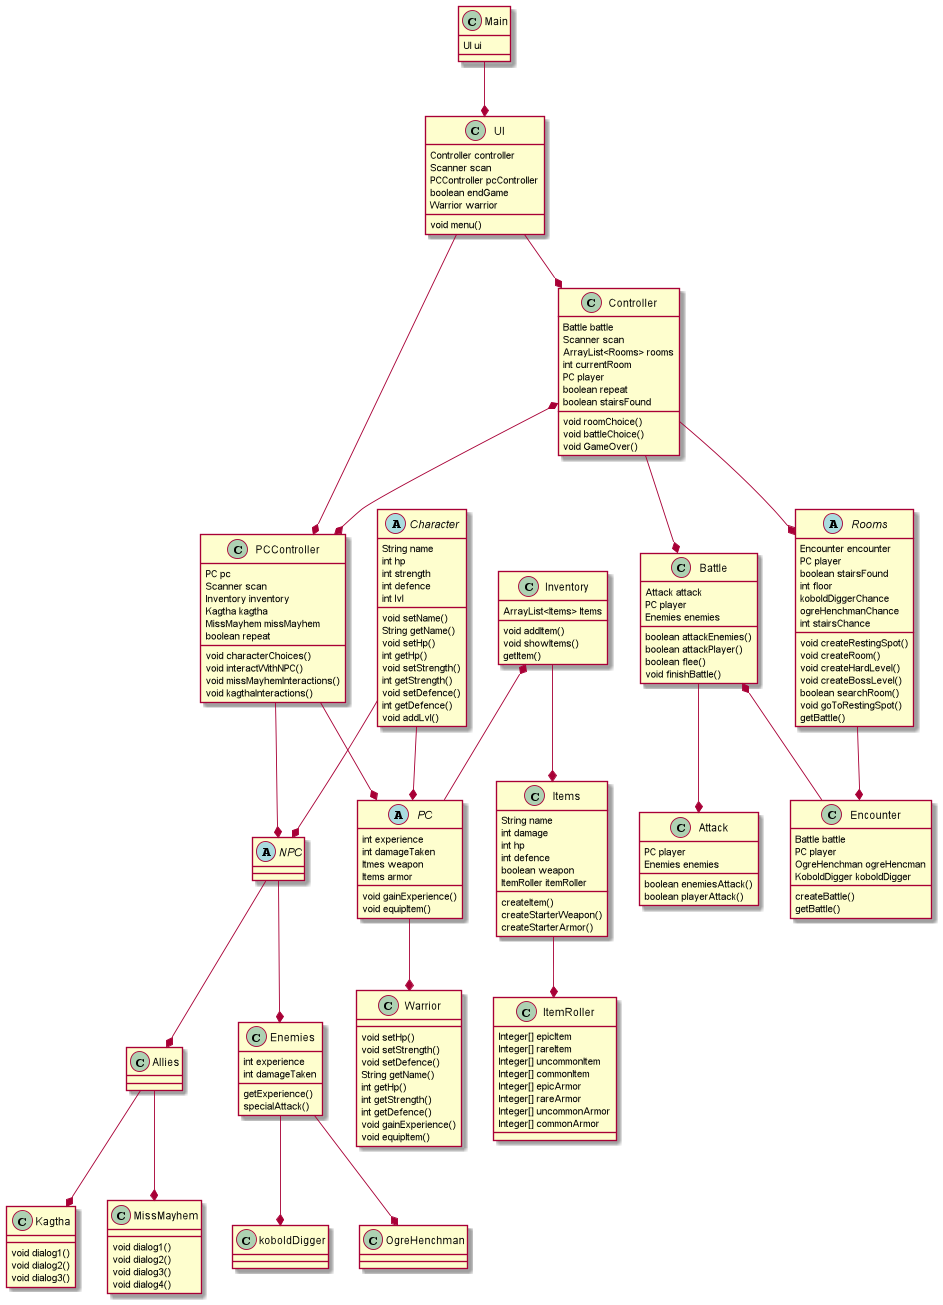 C Main
UI ui
C UI
Controller controller
Scanner scan
PCController pcController
boolean endGame
Warrior warrior
void menu()
C Controller
Battle battle
Scanner scan
ArrayList<Rooms> rooms
int currentRoom
PC player
boolean repeat
boolean stairsFound
void roomChoice()
void battleChoice()
void GameOver()
C PCController
PC pc
Scanner scan
Inventory inventory
Kagtha kagtha
MissMayhem missMayhem
boolean repeat
void characterChoices()
void interactWithNPC()
void missMayhemInteractions()
void kagthaInteractions()
A Character
String name
int hp
int strength
int defence
int lvl
void setName()
String getName()
void setHp()
int getHp()
void setStrength()
int getStrength()
void setDefence()
int getDefence()
void addLvl()
C Inventory
ArrayList<Items> Items
void addItem()
void showItems()
getItem()
C Battle
Attack attack
PC player
Enemies enemies
boolean attackEnemies()
boolean attackPlayer()
boolean flee()
void finishBattle()
A Rooms
Encounter encounter
PC player
boolean stairsFound
int floor
koboldDiggerChance
ogreHenchmanChance
int stairsChance
void createRestingSpot()
void createRoom()
void createHardLevel()
void createBossLevel()
boolean searchRoom()
void goToRestingSpot()
getBattle()
A NPC
A PC
int experience
int damageTaken
Itmes weapon
Items armor
void gainExperience()
void equipItem()
C Items
String name
int damage
int hp
int defence
boolean weapon
ItemRoller itemRoller
createItem()
createStarterWeapon()
createStarterArmor()
C Attack
PC player
Enemies enemies
boolean enemiesAttack()
boolean playerAttack()
C Encounter
Battle battle
PC player
OgreHenchman ogreHencman
KoboldDigger koboldDigger
createBattle()
getBattle()
C Allies
C Enemies
int experience
int damageTaken
getExperience()
specialAttack()
C Warrior
void setHp()
void setStrength()
void setDefence()
String getName()
int getHp()
int getStrength()
int getDefence()
void gainExperience()
void equipItem()
C ItemRoller
Integer[] epicItem
Integer[] rareItem
Integer[] uncommonItem
Integer[] commonItem
Integer[] epicArmor
Integer[] rareArmor
Integer[] uncommonArmor
Integer[] commonArmor
C Kagtha
void dialog1()
void dialog2()
void dialog3()
C MissMayhem
void dialog1()
void dialog2()
void dialog3()
void dialog4()
C koboldDigger
C OgreHenchman